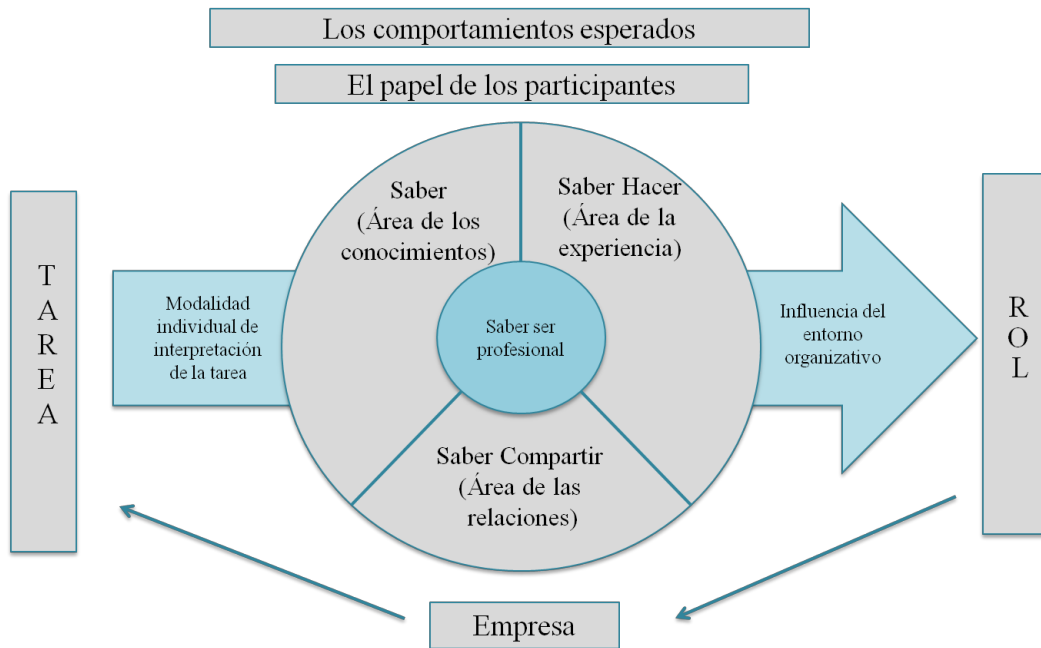 Los comportamientos esperados
El papel de los participantes
TAREA
Modalidad
individual de
interpretación
de la tarea
Saber
(Área de los
conocimientos)
Saber Hacer
(Área de la
experiencia)
Saber ser
profesional
Saber Compartir
(Área de las
relaciones)
Influencia del
entorno
organizativo
ROL
Empresa